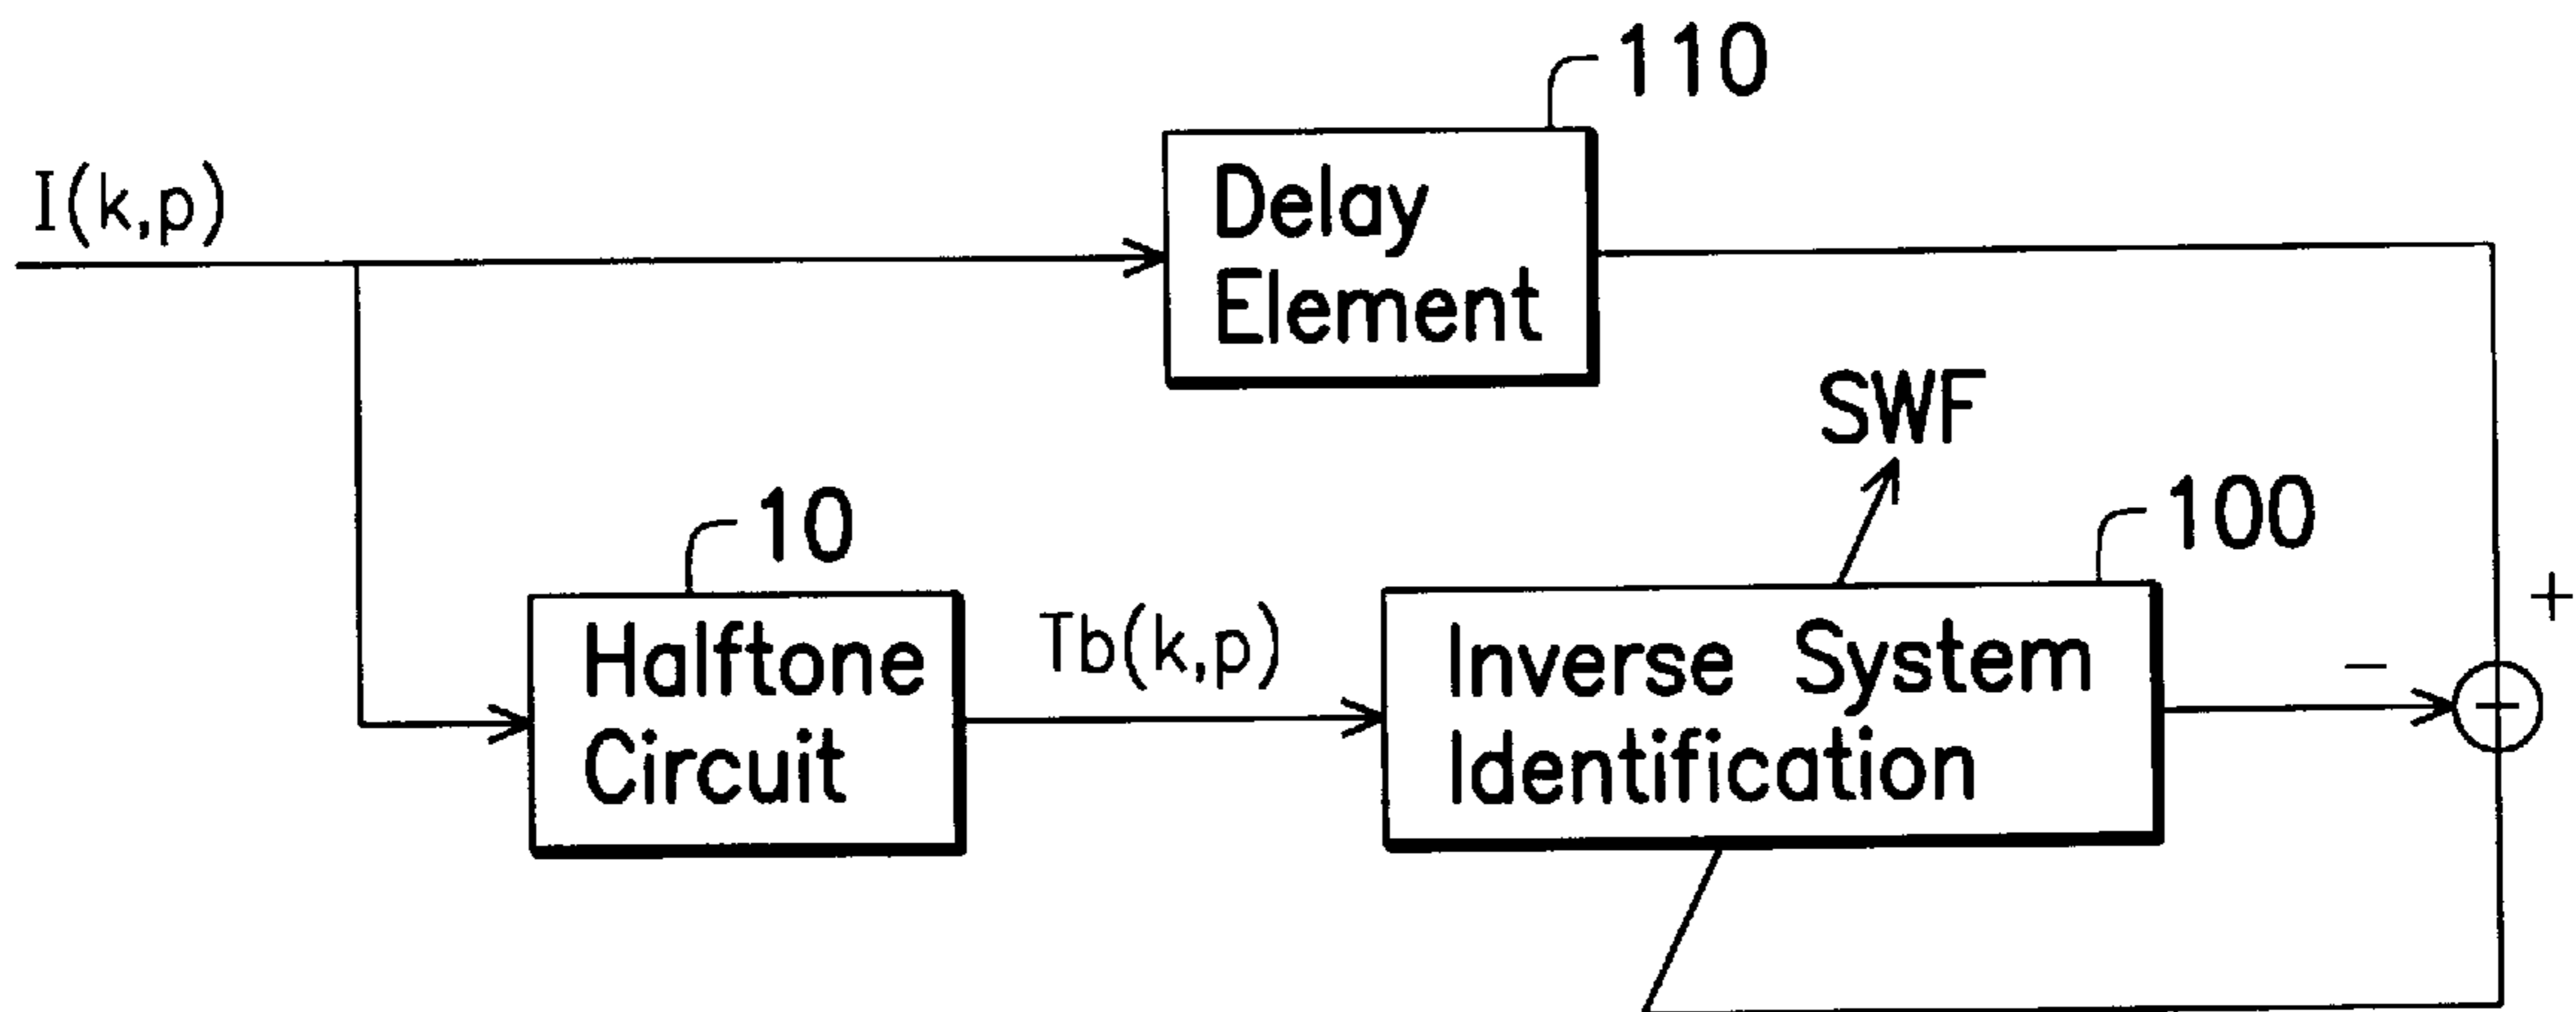 110
I(k,p)
Delay
Element
SWF
10
100
+
Halftone
Circuit
Tb(k,p)
Inverse System
Identification
−
+